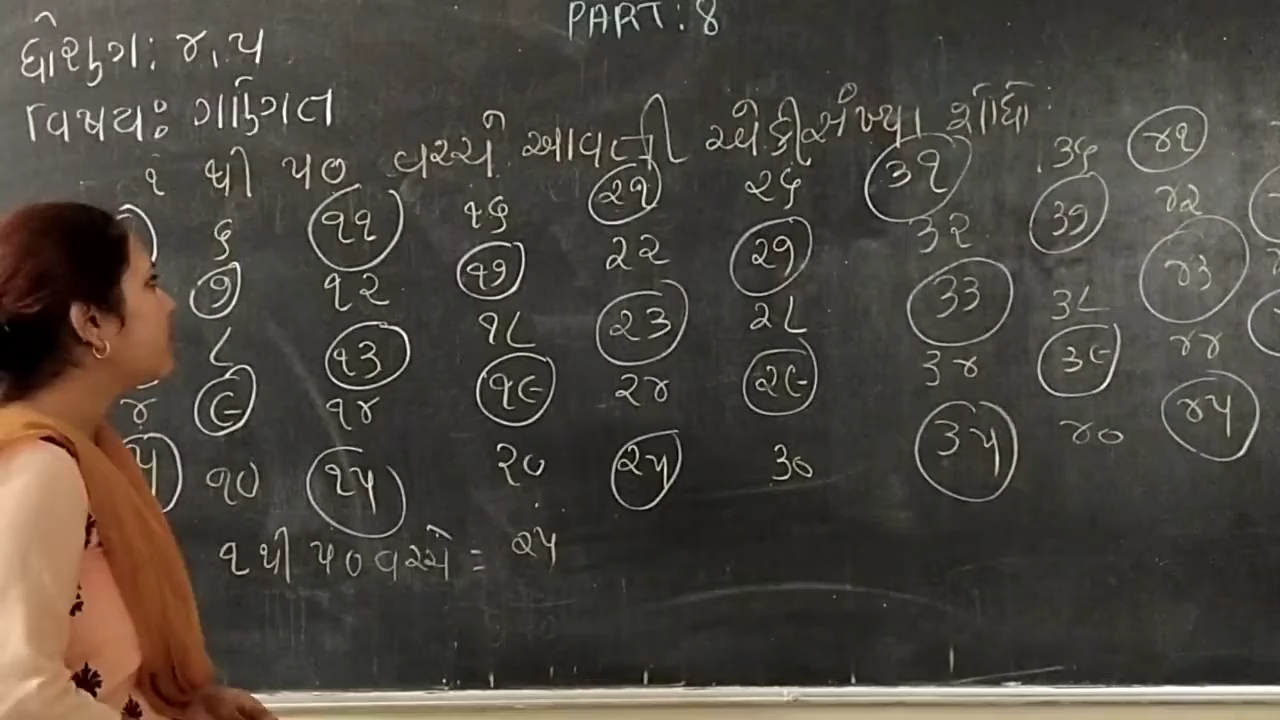 PART: 8
ધોરણ: ૪,૫
વિષય: ગણિત
૧ થી ૫૦ વચ્ચે આવતી એકી સંખ્યા શોધો:
૬ ૧૧ ૧૬ ૨૧ ૨૬ ૩૧ ૩૬ ૪૧
૭ ૧૨ ૧૭ ૨૨ ૨૭ ૩૨ ૩૭ ૪૨
૮ ૧૩ ૧૮ ૨૩ ૨૮ ૩૩ ૩૮ ૪૩
૪ ૯ ૧૪ ૧૯ ૨૪ ૨૯ ૩૪ ૩૯ ૪૪
૫ ૧૦ ૧૫ ૨૦ ૨૫ ૩૦ ૩૫ ૪૦ ૪૫
૧ થી ૫૦ વચ્ચે = ૨૫